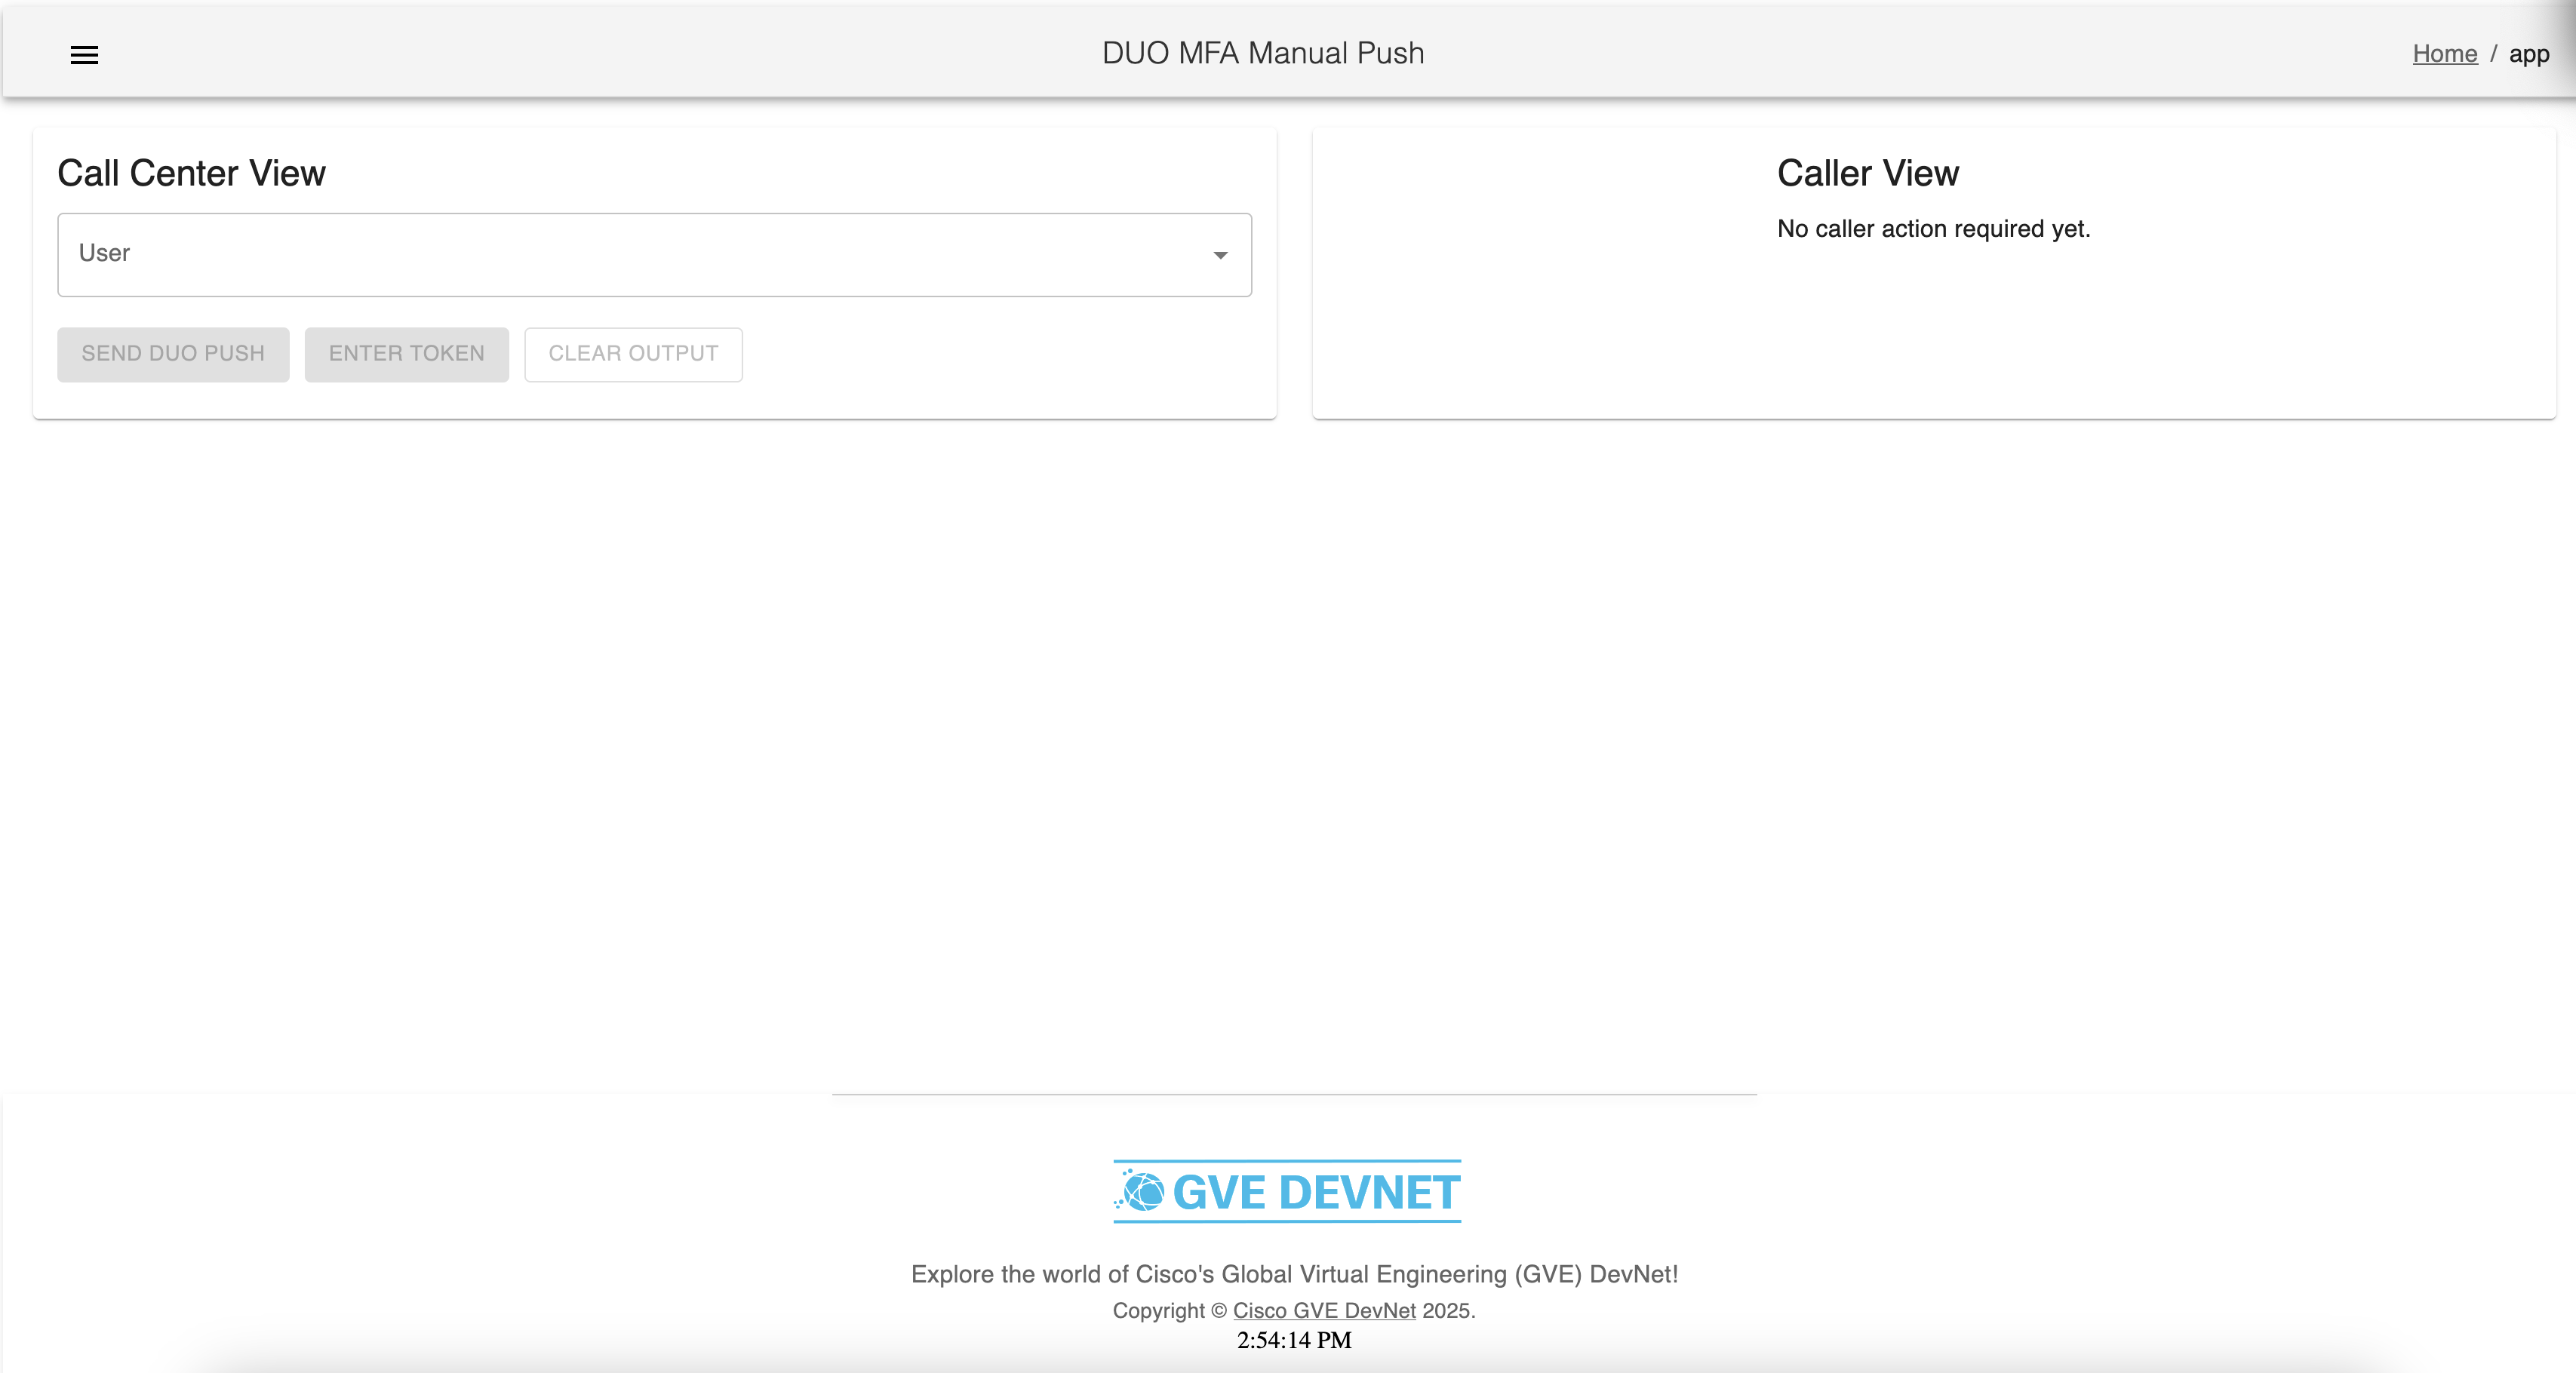 DUO MFA Manual Push
Home / app
Call Center View
User
SEND DUO PUSH
ENTER TOKEN
CLEAR OUTPUT
Caller View
No caller action required yet.
GVE DEVNET
Explore the world of Cisco's Global Virtual Engineering (GVE) DevNet!
Copyright © Cisco GVE DevNet 2025.
2:54:14 PM